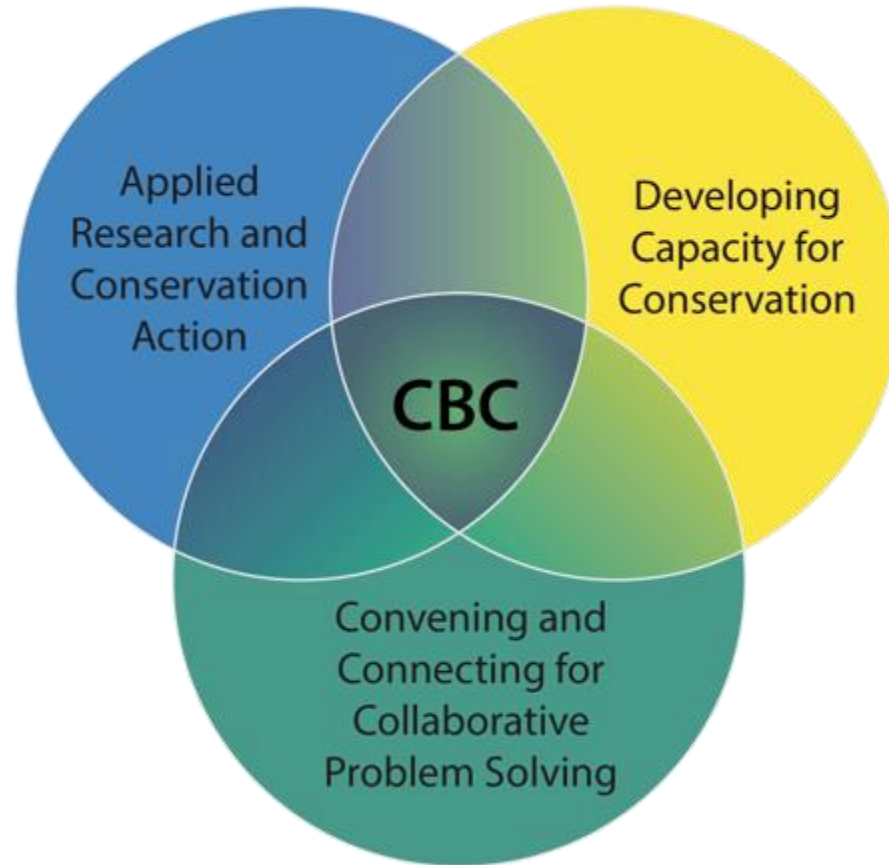 Applied
Research and
Conservation
Action
Developing
Capacity for
Conservation
CBC
Convening and
Connecting for
Collaborative
Problem Solving